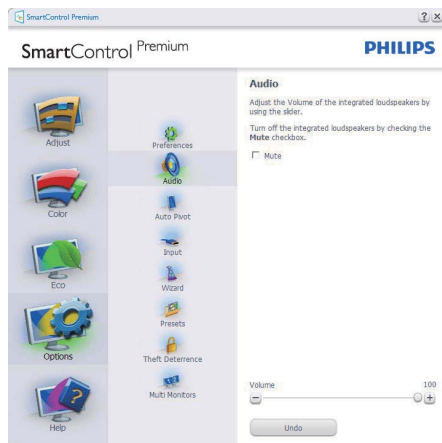 SmartControl Premium
SmartControl Premium
PHILIPS
Adjust
Color
Eco
Options
Help
Preferences
Audio
Auto Pivot
Input
Wizard
Presets
Theft Deterrence
Multi Monitors
Audio
Adjust the Volume of the integrated loudspeakers by
using the slider.
Turn off the integrated loudspeakers by checking the
Mute checkbox.
Mute
Volume 100
Undo